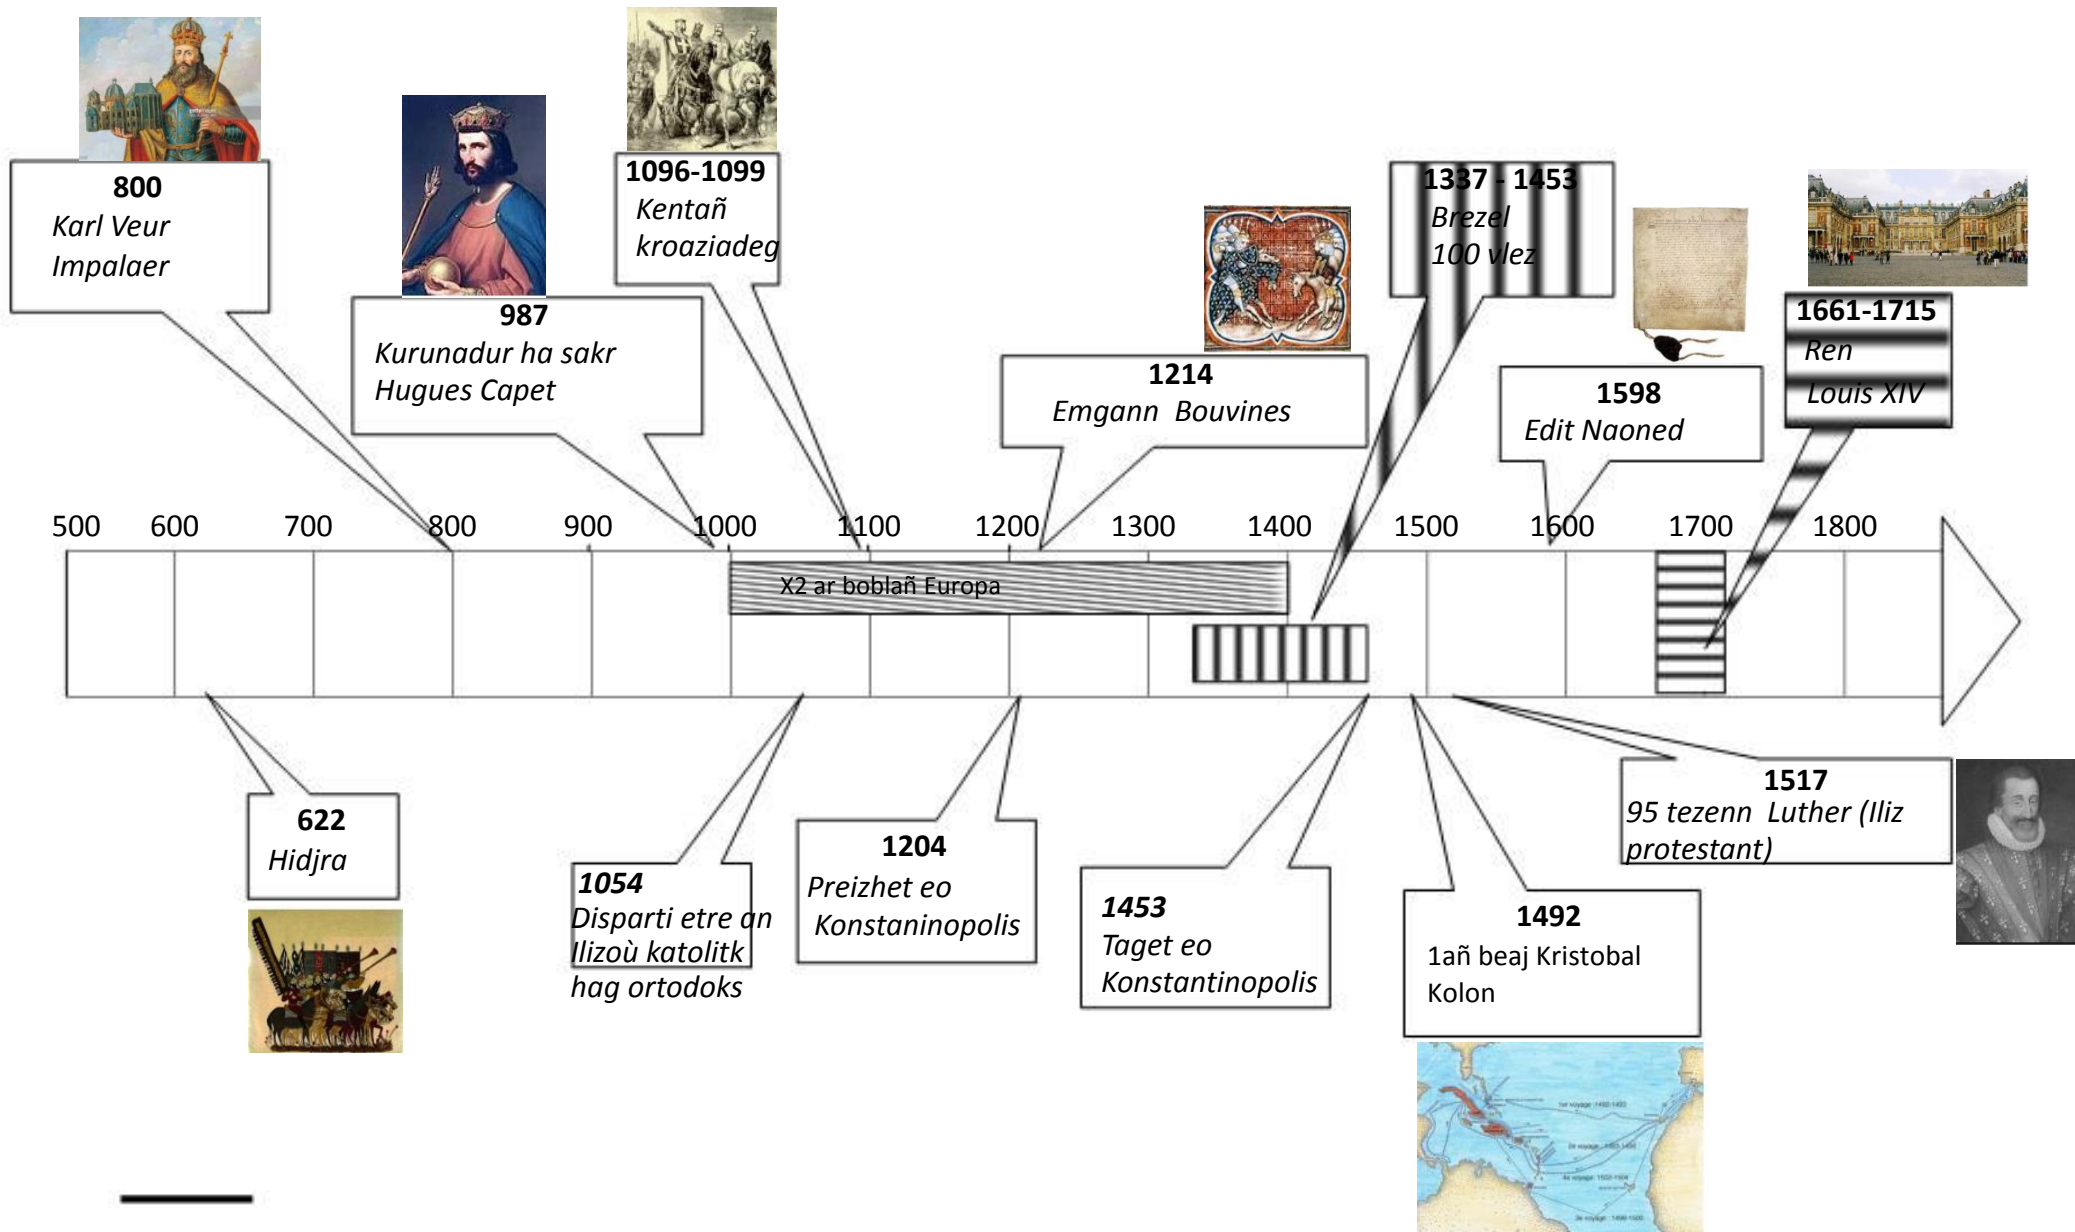 800
Karl Veur
Impalaer
987
Kurunadur ha sakr
Hugues Capet
1096-1099
Kentañ
kroaziadeg
1214
Emgann Bouvines
1337 - 1453
Brezel
100 vlez
1598
Edit Naoned
1661-1715
Ren
Louis XIV
500 600 700 800 900 1000 1100 1200 1300 1400 1500 1600 1700 1800
X2 ar boblañ Europa
622
Hidjra
1054
Disparti etre an
Ilizoù katolitk
hag ortodoks
1204
Preizhet eo
Konstaninopolis
1453
Taget eo
Konstantinopolis
1492
1añ beaj Kristobal
Kolon
1517
95 tezenn Luther (Iliz
protestant)